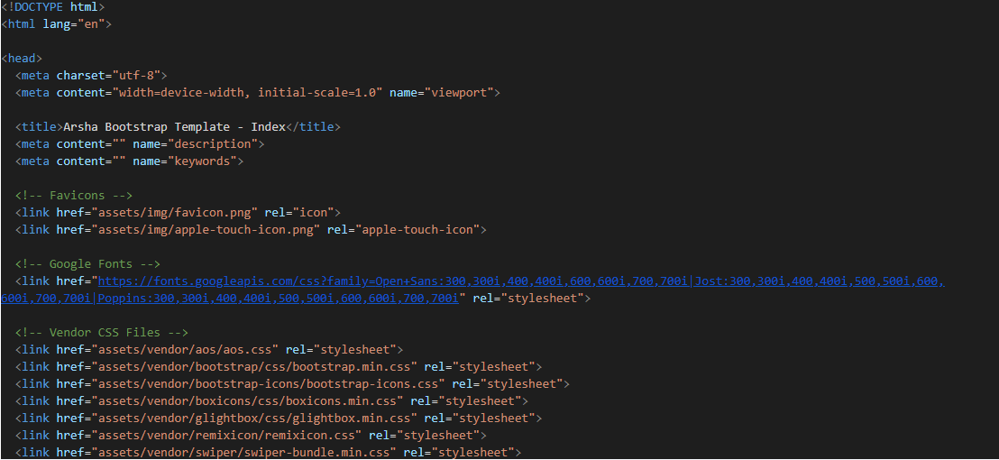 <!DOCTYPE html>
<html lang="en">
<head>
<meta charset="utf-8">
<meta content="width=device-width, initial-scale=1.0" name="viewport">
<title>Arsha Bootstrap Template - Index</title>
<meta content="" name="description">
<meta content="" name="keywords">
<!-- Favicons -->
<link href="assets/img/favicon.png" rel="icon">
<link href="assets/img/apple-touch-icon.png" rel="apple-touch-icon">
<!-- Google Fonts -->
<link href="https://fonts.googleapis.com/css?family=Open+Sans:300,300i,400,400i,600,600i,700,700i|Jost:300,300i,400,400i,500,500i,600,
600i,700,700i|Poppins:300,300i,400,400i,500,500i,600,600i,700,700i" rel="stylesheet">
<!-- Vendor CSS Files -->
<link href="assets/vendor/aos/aos.css" rel="stylesheet">
<link href="assets/vendor/bootstrap/css/bootstrap.min.css" rel="stylesheet">
<link href="assets/vendor/bootstrap-icons/bootstrap-icons.css" rel="stylesheet">
<link href="assets/vendor/boxicons/css/boxicons.min.css" rel="stylesheet">
<link href="assets/vendor/glightbox/css/glightbox.min.css" rel="stylesheet">
<link href="assets/vendor/remixicon/remixicon.css" rel="stylesheet">
<link href="assets/vendor/swiper/swiper-bundle.min.css" rel="stylesheet">